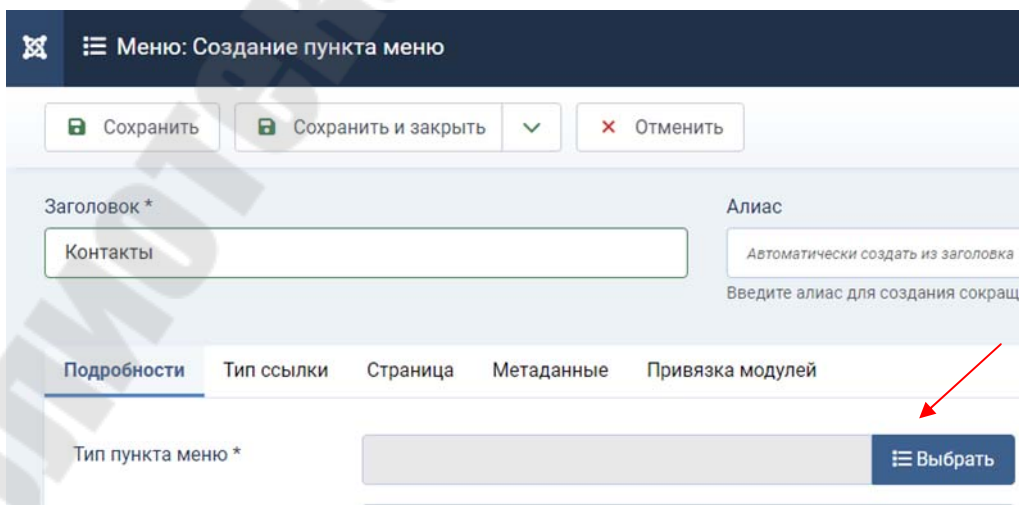 Меню: Создание пункта меню
Сохранить Сохранить и закрыть Отменить
Заголовок * Алиас
Контакты Автоматически создать из заголовка
Введите алиас для создания сокращ
Подробности Тип ссылки Страница Метаданные Привязка модулей
Тип пункта меню * Выбрать